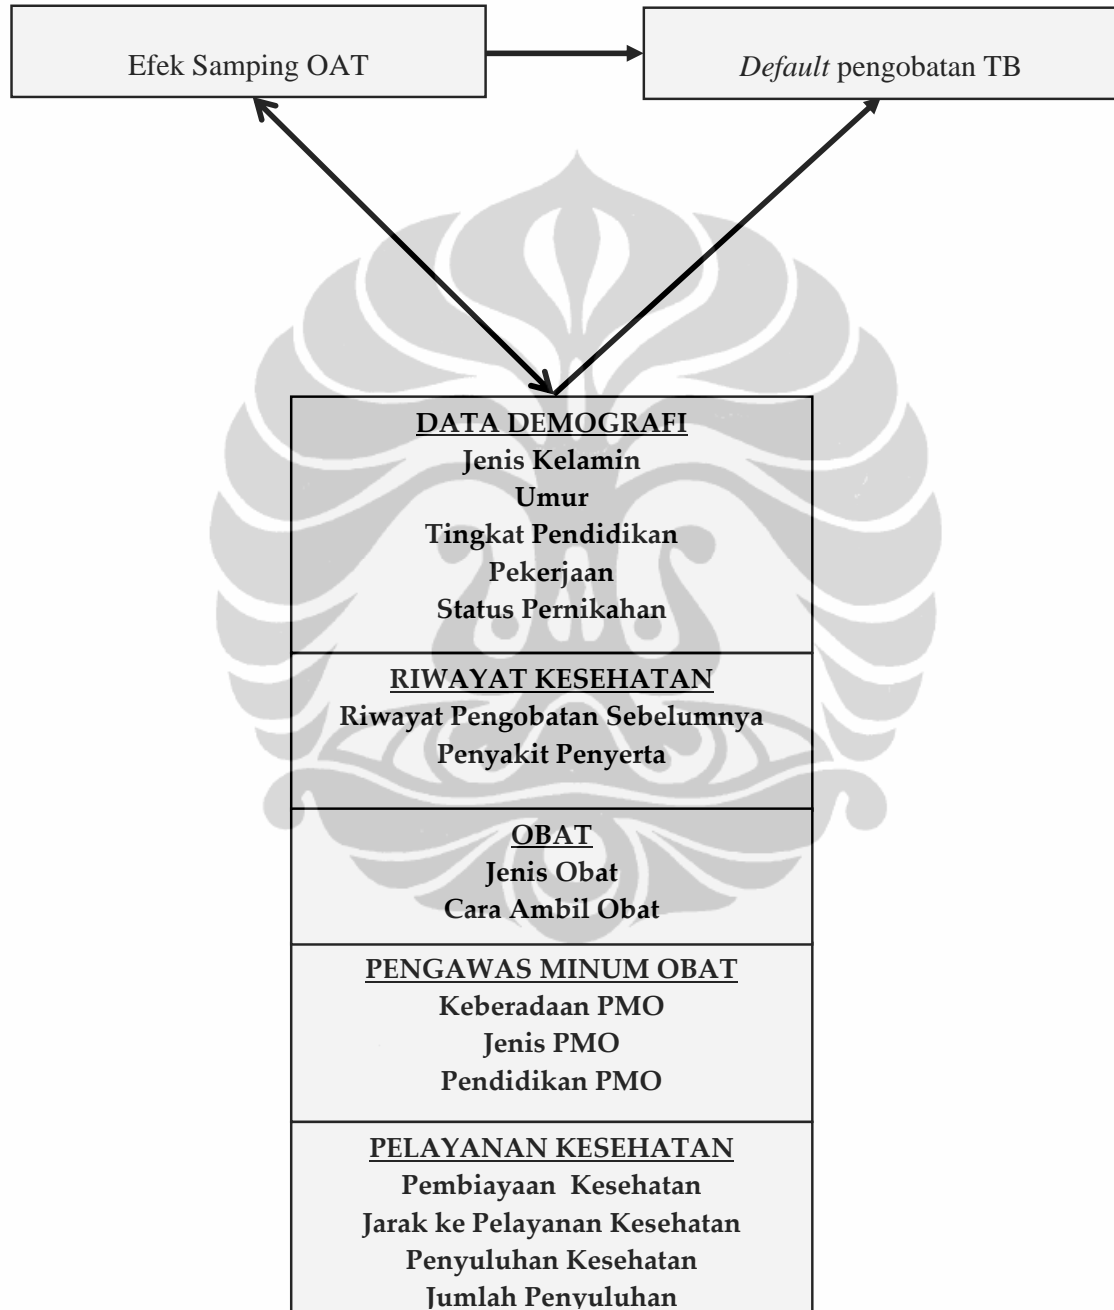 Efek Samping OAT
Default pengobatan TB
DATA DEMOGRAFI
Jenis Kelamin
Umur
Tingkat Pendidikan
Pekerjaan
Status Pernikahan
RIWAYAT KESEHATAN
Riwayat Pengobatan Sebelumnya
Penyakit Penyerta
OBAT
Jenis Obat
Cara Ambil Obat
PENGAWAS MINUM OBAT
Keberadaan PMO
Jenis PMO
Pendidikan PMO
PELAYANAN KESEHATAN
Pembiayaan Kesehatan
Jarak ke Pelayanan Kesehatan
Penyuluhan Kesehatan
Jumlah Penyuluhan